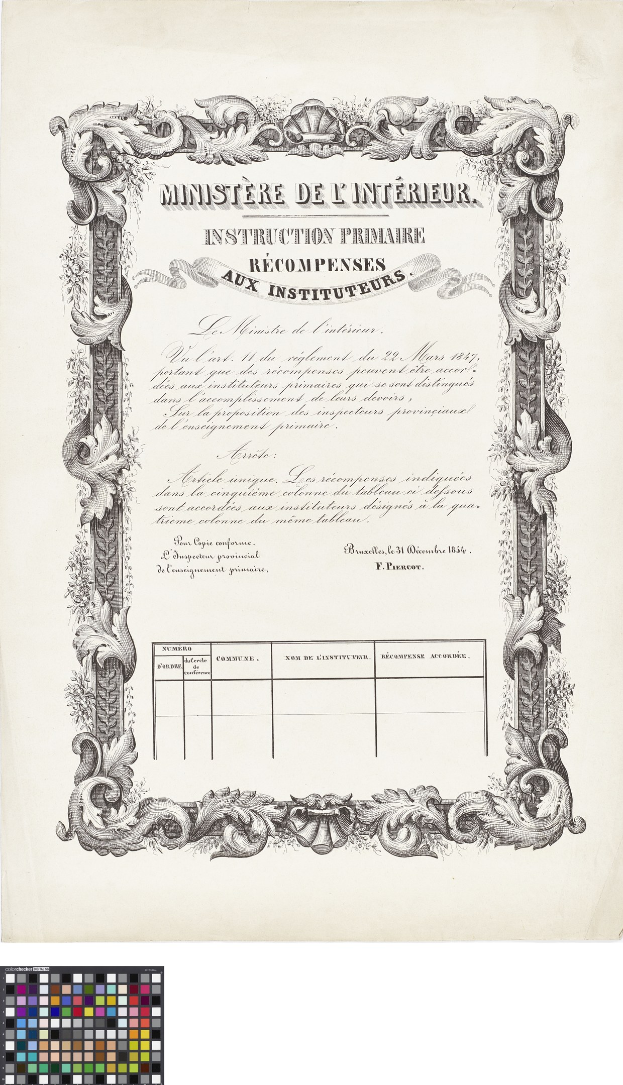 MINISTÈRE DE L'INTÉRIEUR.
INSTRUCTION PRIMAIRE
RÉCOMPENSES
AUX INSTITUTEURS.
Le Ministre de l'intérieur.
Vu l'art. 11 du règlement du 22 Mars 1847,
portant que des récompenses peuvent être accor-
diés aux instituteurs primaires qui se sont distingués
dans l'accomplissement de leurs devoirs,
Sur la proposition des inspecteurs provinciaux
de l'enseignement primaire.
Arrête:
Article unique. Les récompenses indiquées
dans la cinquième colonne du tableau ci dessous
sont accordées aux instituteurs désignés à la qua-
trième colonne du même tableau.
Pour Copie conforme.
L'Inspecteur provincial
de l'enseignement primaire,
Bruxelles, le 31 Décembre 1854.
F. PIERCOT.
NUMERO
D'ORDRE
du Cercle de conférence
COMMUNE.
NOM DE L'INSTITUTEUR.
RÉCOMPENSE ACCORDÉE.
colorchecker